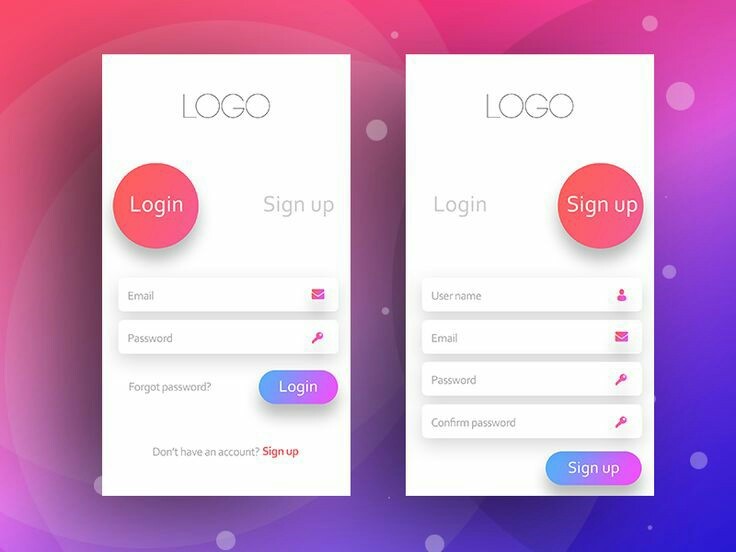 LOGO
Login Sign up
Email
Password
Forgot password? Login
Don't have an account? Sign up
LOGO
Login Sign up
User name
Email
Password
Confirm password
Sign up